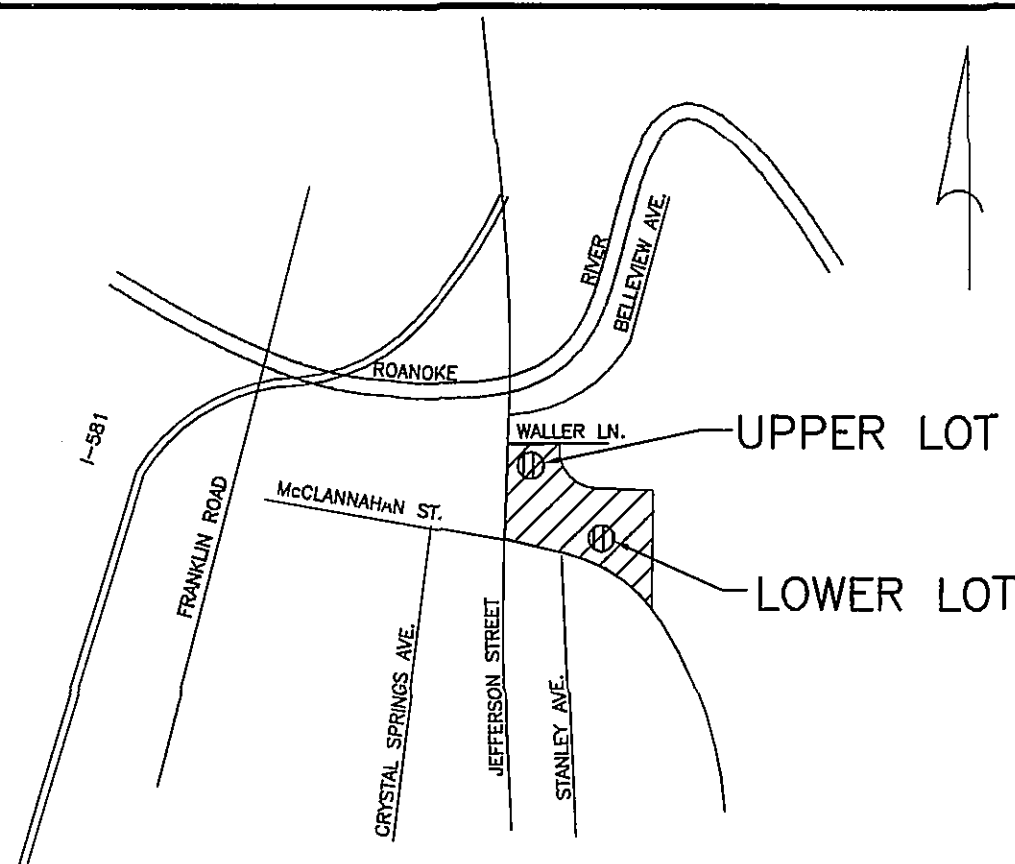 RIVER
BELLEVIEW AVE.
ROANOKE
I-581
WALLER LN.
UPPER LOT
McCLANNAHAN ST.
FRANKLIN ROAD
LOWER LOT
CRYSTAL SPRINGS AVE.
JEFFERSON STREET
STANLEY AVE.